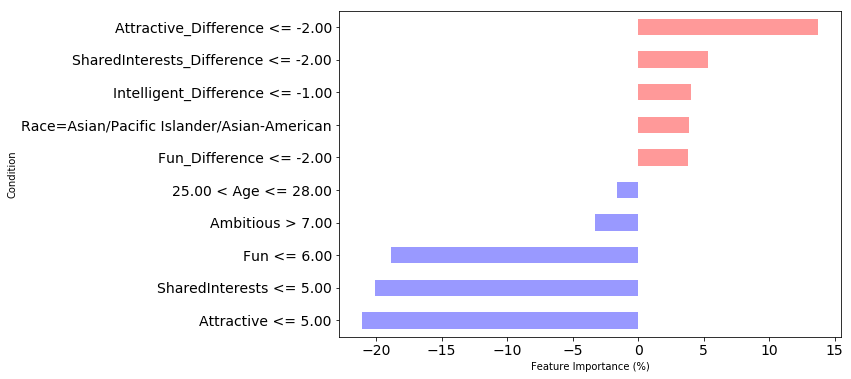 Attractive_Difference <= -2.00
SharedInterests_Difference <= -2.00
Intelligent_Difference <= -1.00
Race=Asian/Pacific Islander/Asian-American
Fun_Difference <= -2.00
25.00 < Age <= 28.00
Ambitious > 7.00
Fun <= 6.00
SharedInterests <= 5.00
Attractive <= 5.00
Condition
−20 −15 −10 −5 0 5 10 15
Feature Importance (%)